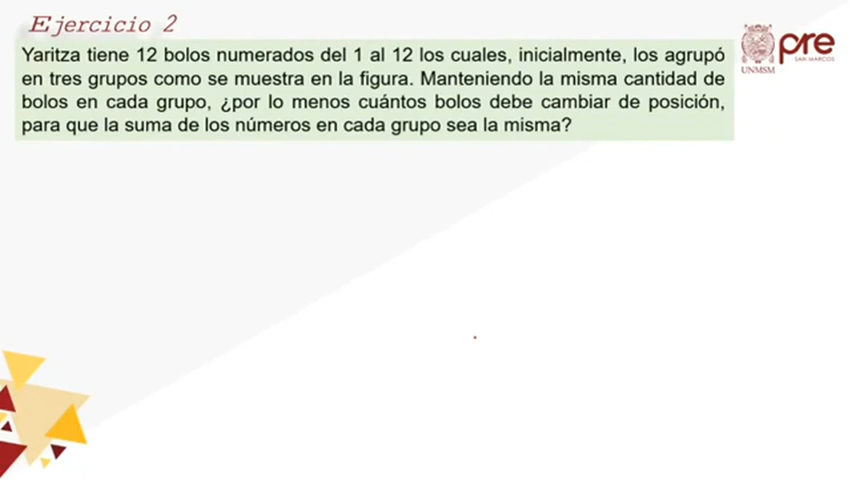 Ejercicio 2
Yaritza tiene 12 bolos numerados del 1 al 12 los cuales, inicialmente, los agrupó
en tres grupos como se muestra en la figura. Manteniendo la misma cantidad de
bolos en cada grupo, ¿por lo menos cuántos bolos debe cambiar de posición,
para que la suma de los números en cada grupo sea la misma?
UNMSM
pre
SAN MARCOS